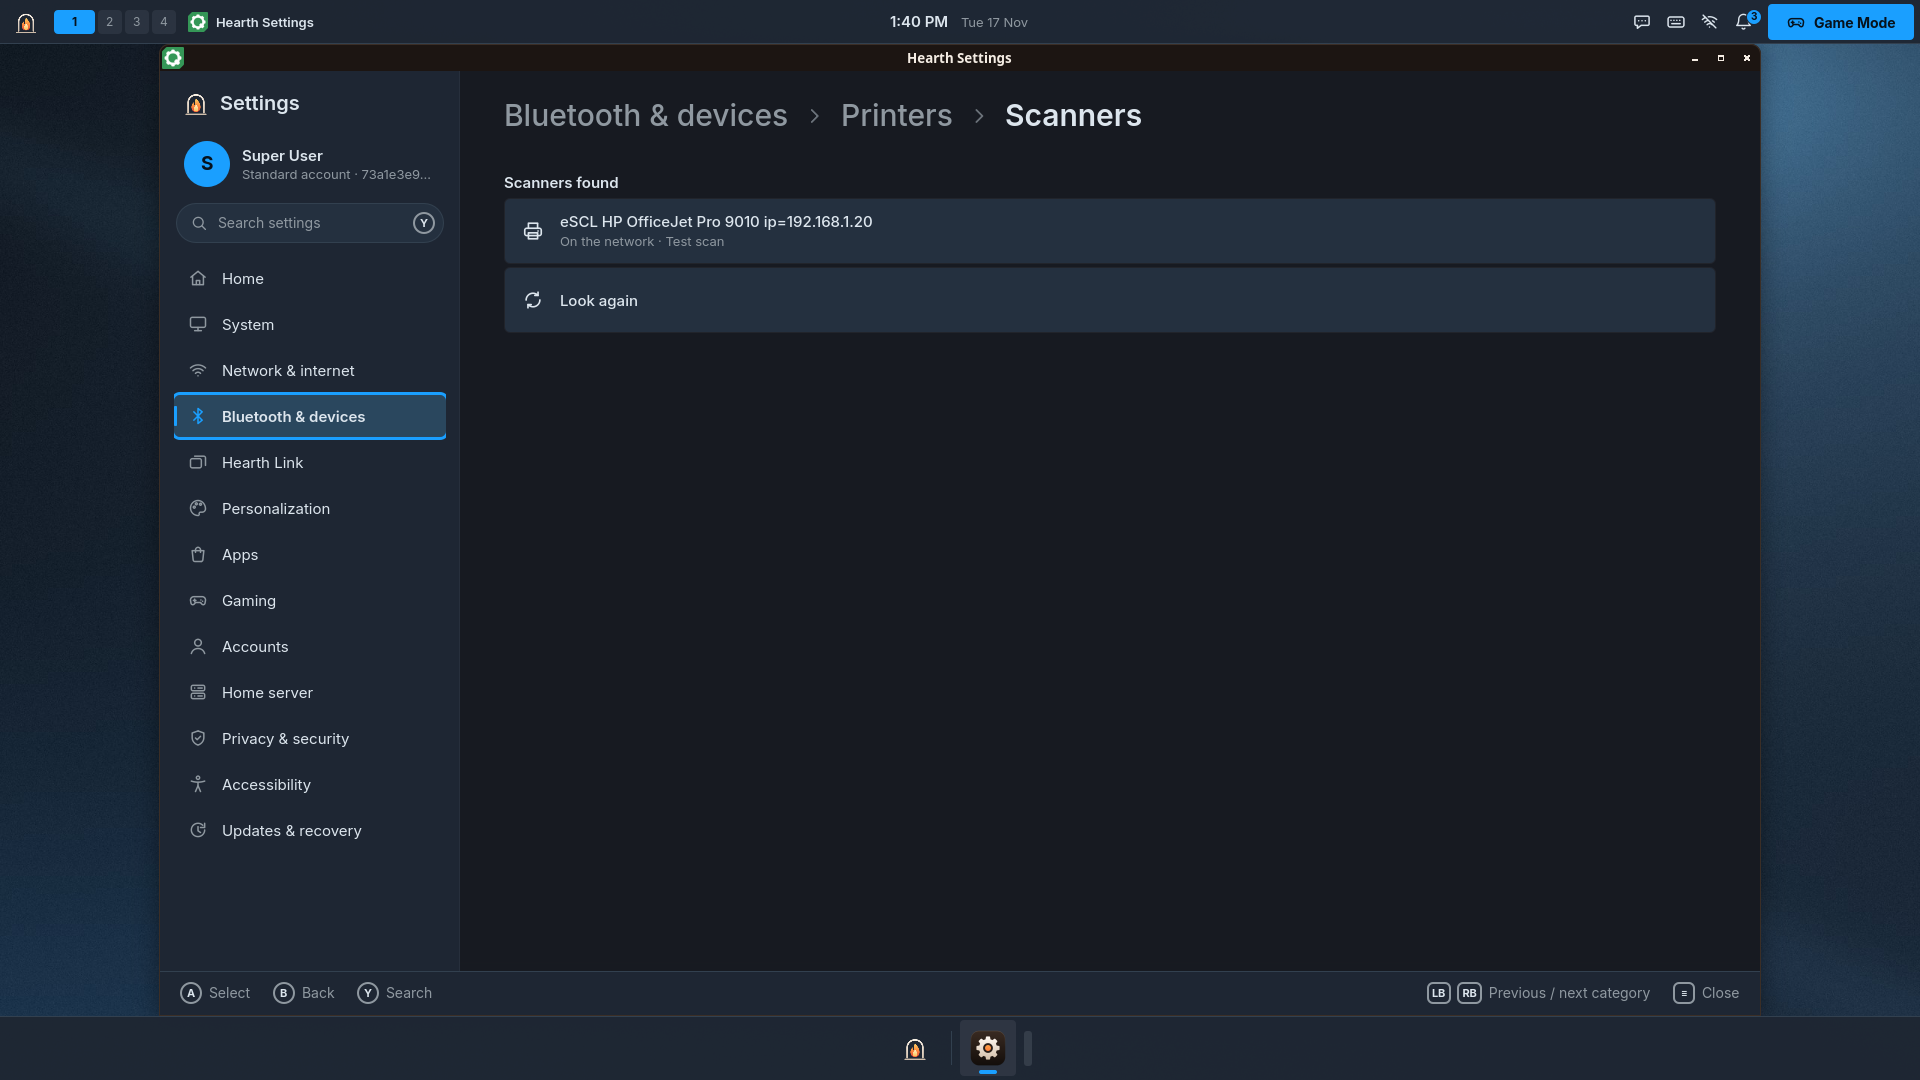 1 2 3 4 Hearth Settings 1:40 PM Tue 17 Nov 3 Game Mode
Hearth Settings
Settings
S Super User
Standard account · 73a1e3e9...
Search settings Y
Home
System
Network & internet
Bluetooth & devices
Hearth Link
Personalization
Apps
Gaming
Accounts
Home server
Privacy & security
Accessibility
Updates & recovery
Bluetooth & devices > Printers > Scanners
Scanners found
eSCL HP OfficeJet Pro 9010 ip=192.168.1.20
On the network · Test scan
Look again
A Select B Back Y Search LB RB Previous / next category ≡ Close